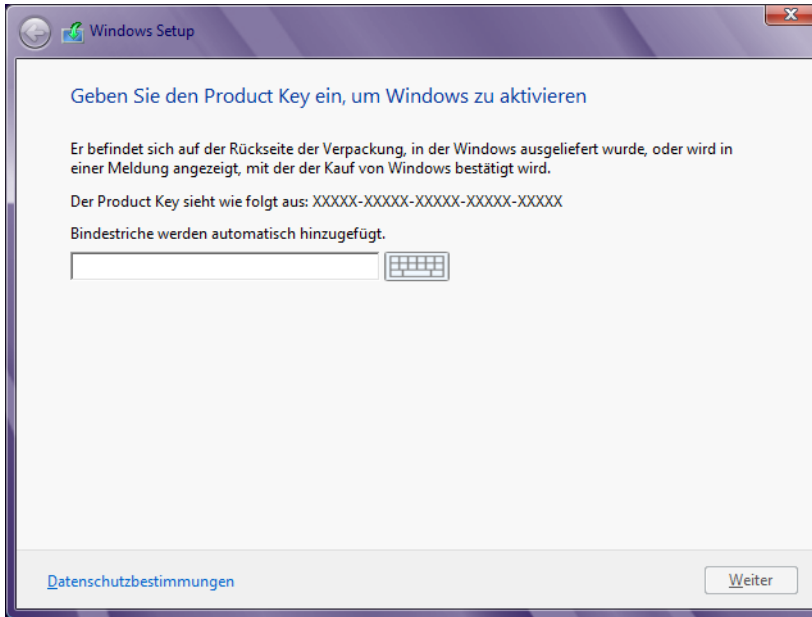 Windows Setup
Geben Sie den Product Key ein, um Windows zu aktivieren
Er befindet sich auf der Rückseite der Verpackung, in der Windows ausgeliefert wurde, oder wird in
einer Meldung angezeigt, mit der der Kauf von Windows bestätigt wird.
Der Product Key sieht wie folgt aus: XXXXX-XXXXX-XXXXX-XXXXX-XXXXX
Bindestriche werden automatisch hinzugefügt.
Datenschutzbestimmungen
Weiter